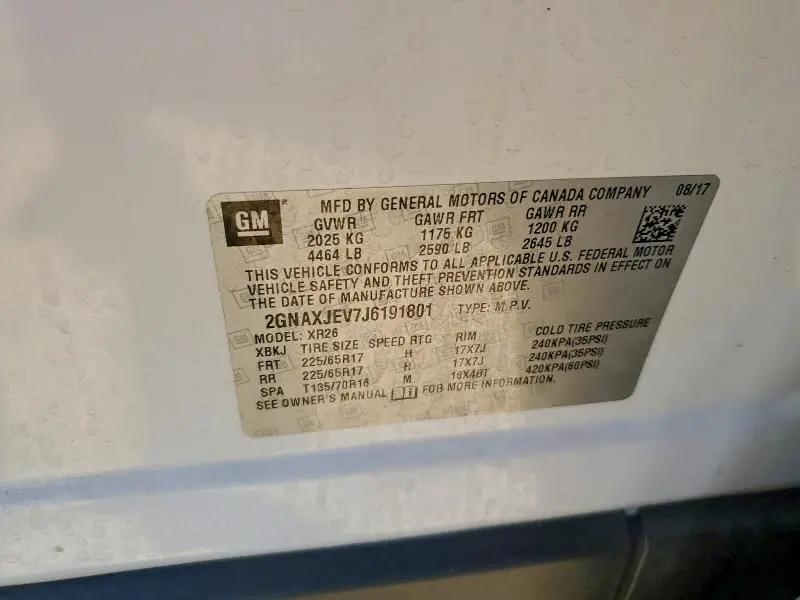 GM
MFD BY GENERAL MOTORS OF CANADA COMPANY 08/17
GVWR GAWR FRT GAWR RR
2025 KG 1175 KG 1200 KG
4464 LB 2590 LB 2645 LB
THIS VEHICLE CONFORMS TO ALL APPLICABLE U.S. FEDERAL MOTOR
VEHICLE SAFETY AND THEFT PREVENTION STANDARDS IN EFFECT ON
THE DATE OF MANUFACTURE SHOWN ABOVE.
2GNAXJEV7J6191801 TYPE: M.P.V.
MODEL: XR26
XBKJ TIRE SIZE SPEED RTG RIM COLD TIRE PRESSURE
FRT 225/65R17 H 17X7J 240KPA(35PSI)
RR 225/65R17 H 17X7J 240KPA(35PSI)
SPA T135/70R16 M 16X4BT 420KPA(60PSI)
SEE OWNER'S MANUAL FOR MORE INFORMATION.